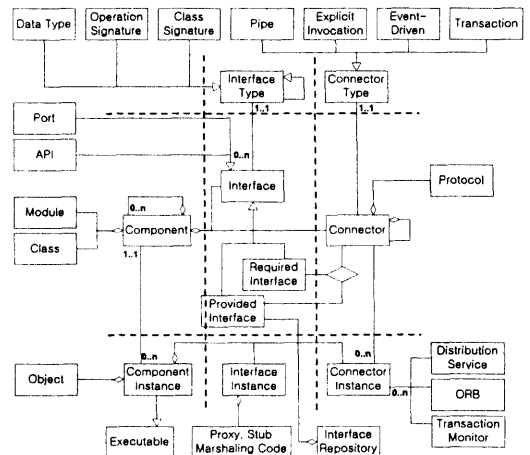 Data Type
Operation
Signature
Class
Signature
Pipe
Explicit
Invocation
Event-
Driven
Transaction
Interface
Type
Connector
Type
1..1
1..1
Port
API
0..n
Interface
Protocol
Module
Class
0..n
Component
Connector
1..1
Required
Interface
Provided
Interface
0..n
0..n
Object
Component
Instance
Interface
Instance
Connector
Instance
0..n
Distribution
Service
ORB
Transaction
Monitor
Executable
Proxy, Stub
Marshaling Code
Interface
Repository